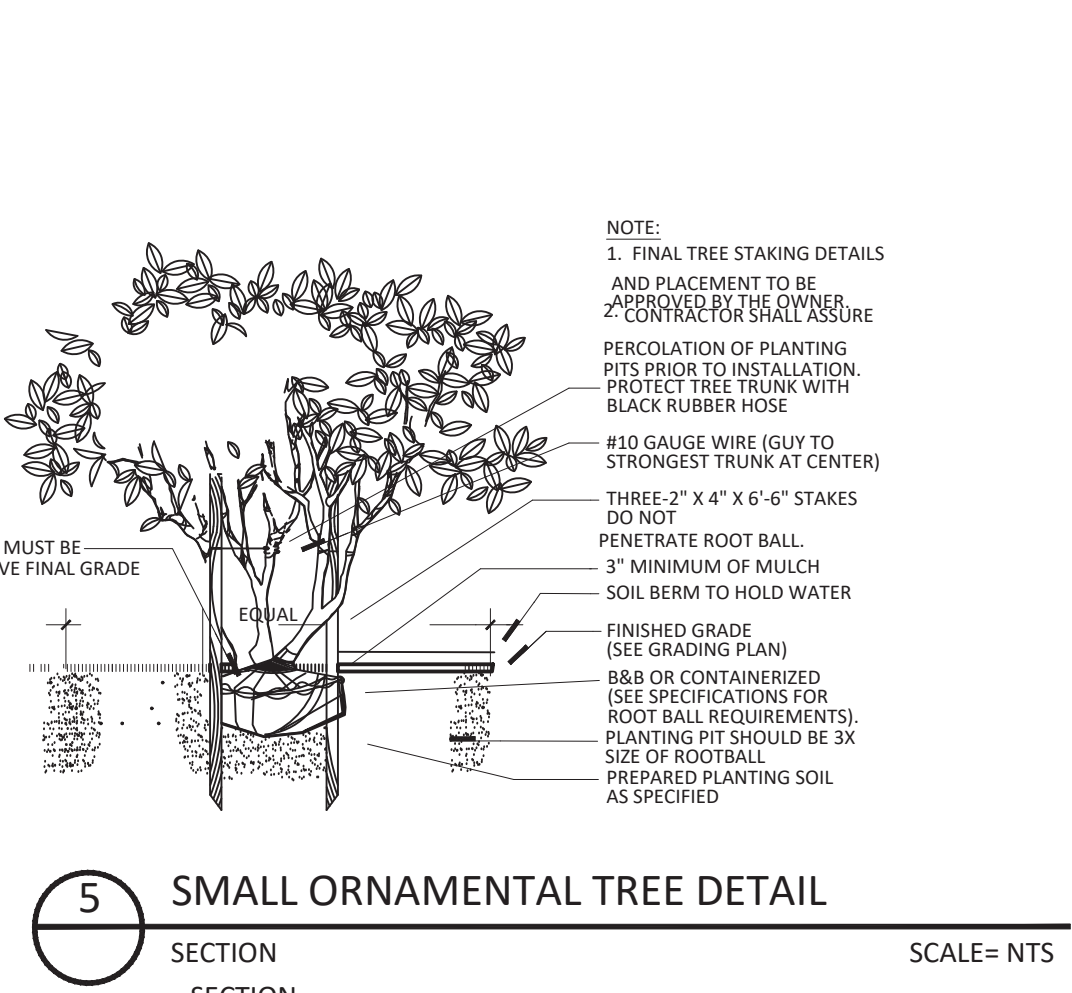 NOTE:
1. FINAL TREE STAKING DETAILS
AND PLACEMENT TO BE
APPROVED BY THE OWNER.
2. CONTRACTOR SHALL ASSURE
PERCOLATION OF PLANTING
PITS PRIOR TO INSTALLATION.
PROTECT TREE TRUNK WITH
BLACK RUBBER HOSE
#10 GAUGE WIRE (GUY TO
STRONGEST TRUNK AT CENTER)
THREE-2" X 4" X 6'-6" STAKES
DO NOT
PENETRATE ROOT BALL.
3" MINIMUM OF MULCH
SOIL BERM TO HOLD WATER
FINISHED GRADE
(SEE GRADING PLAN)
B&B OR CONTAINERIZED
(SEE SPECIFICATIONS FOR
ROOT BALL REQUIREMENTS).
PLANTING PIT SHOULD BE 3X
SIZE OF ROOTBALL
PREPARED PLANTING SOIL
AS SPECIFIED
MUST BE
VE FINAL GRADE
EQUAL
5
SMALL ORNAMENTAL TREE DETAIL
SECTION
SCALE= NTS
SECTION